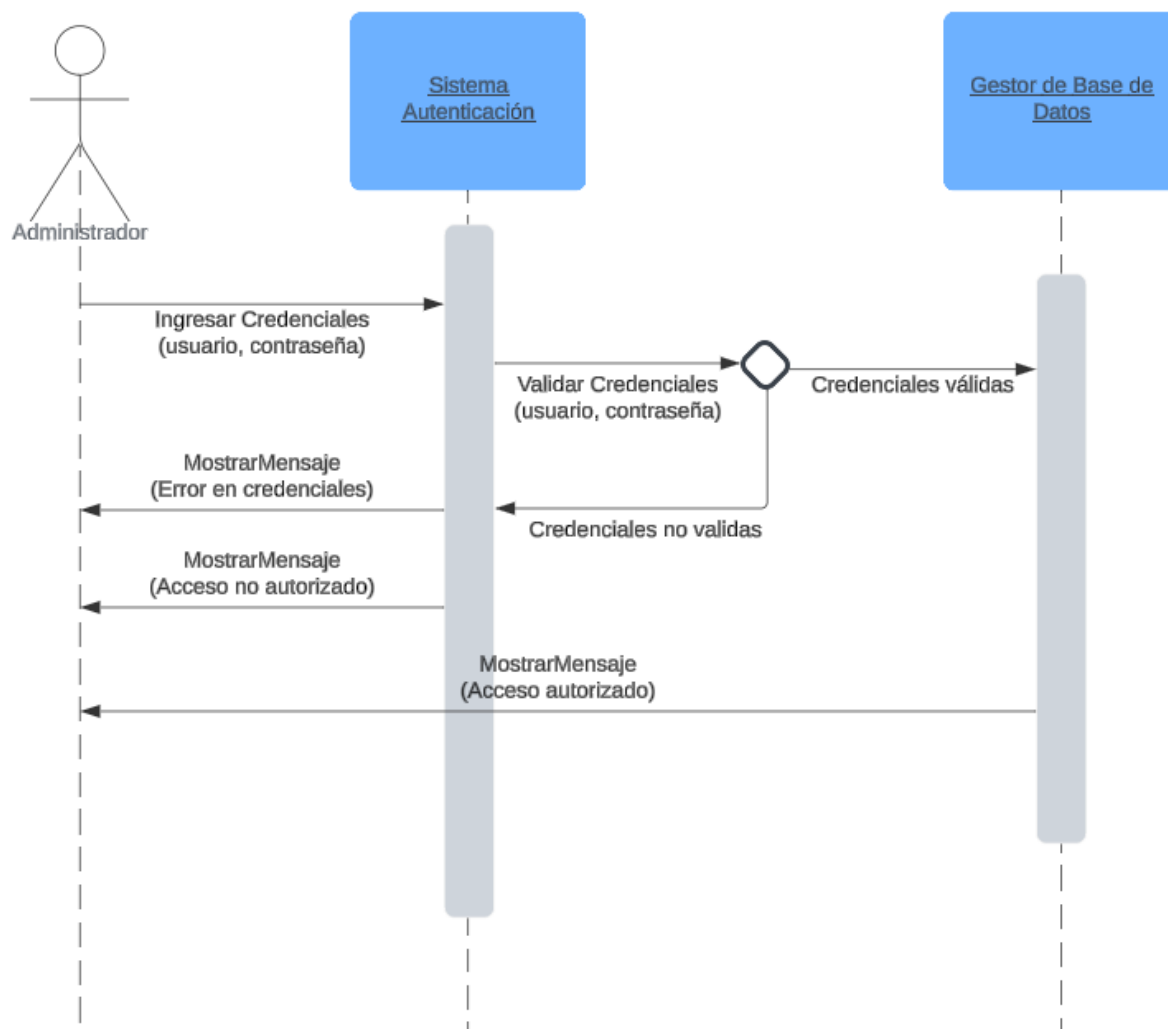 Sistema
Autenticación
Gestor de Base de
Datos
Administrador
Ingresar Credenciales
(usuario, contraseña)
Validar Credenciales
(usuario, contraseña)
Credenciales válidas
MostrarMensaje
(Error en credenciales)
Credenciales no validas
MostrarMensaje
(Acceso no autorizado)
MostrarMensaje
(Acceso autorizado)